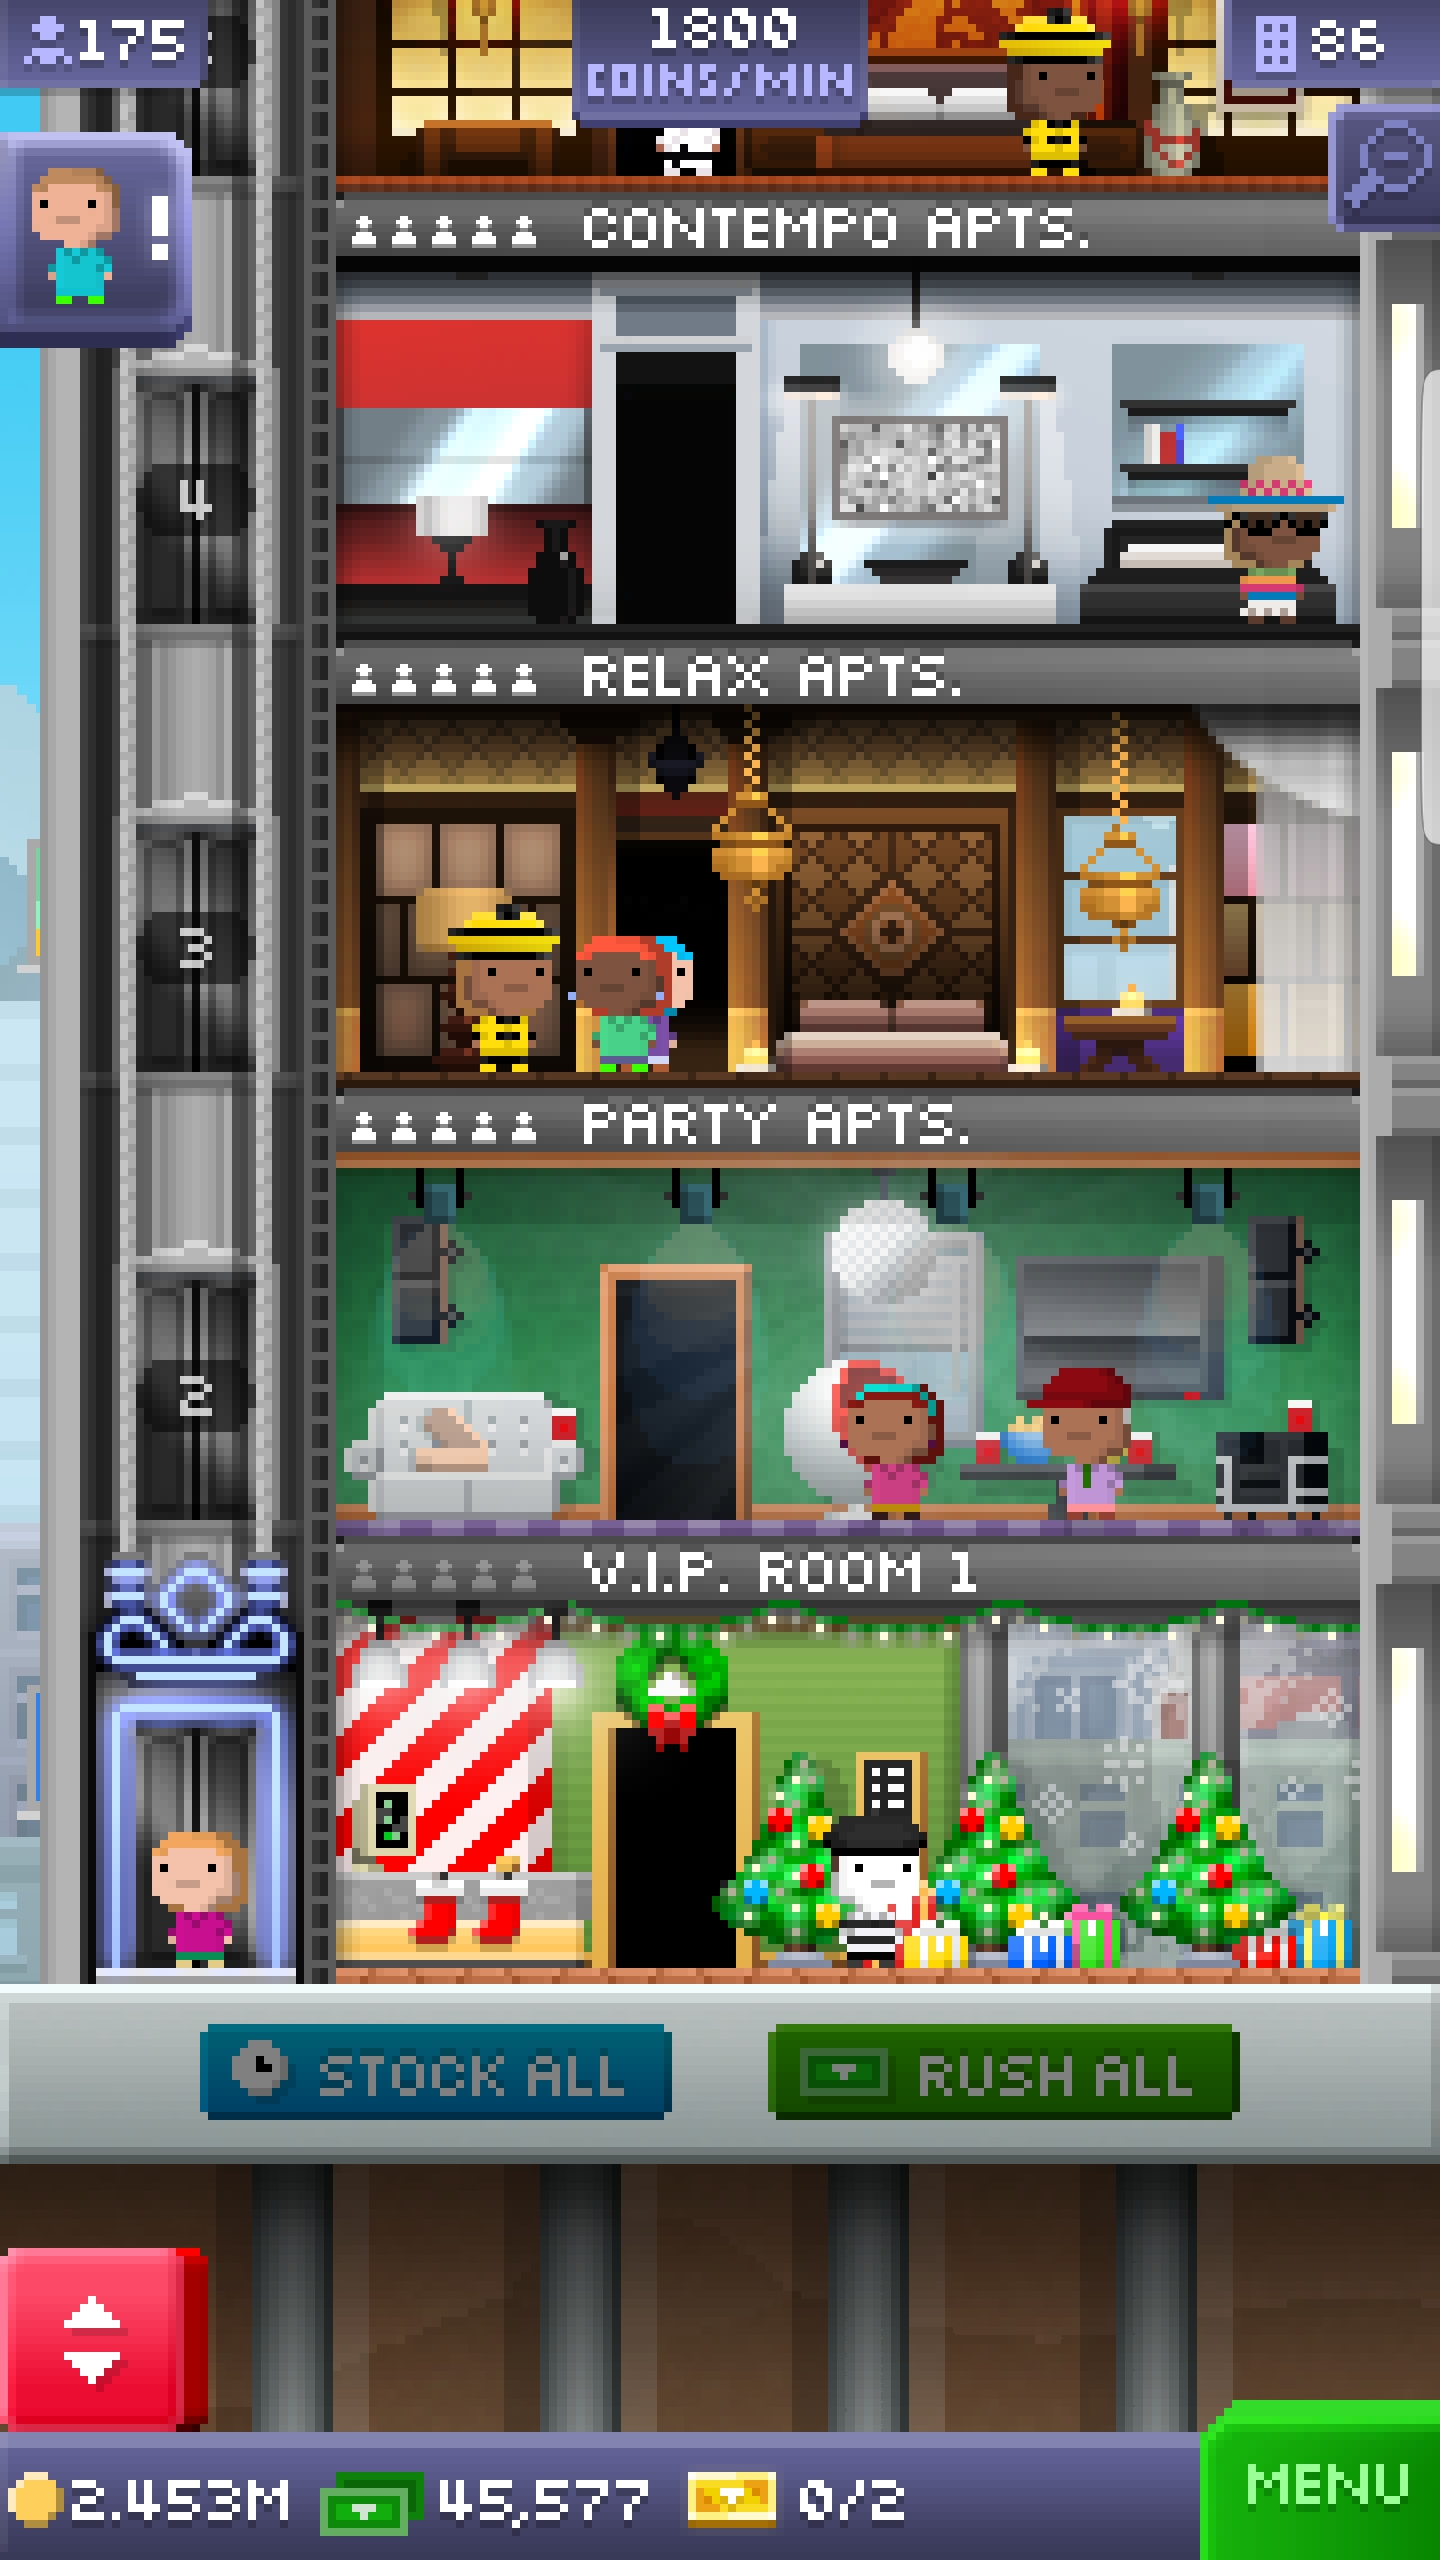 175
1800
COINS/MIN
86
!
CONTEMPO APTS.
4
RELAX APTS.
3
PARTY APTS.
2
V.I.P. ROOM 1
STOCK ALL
RUSH ALL
2.453M
45,577
0/2
MENU